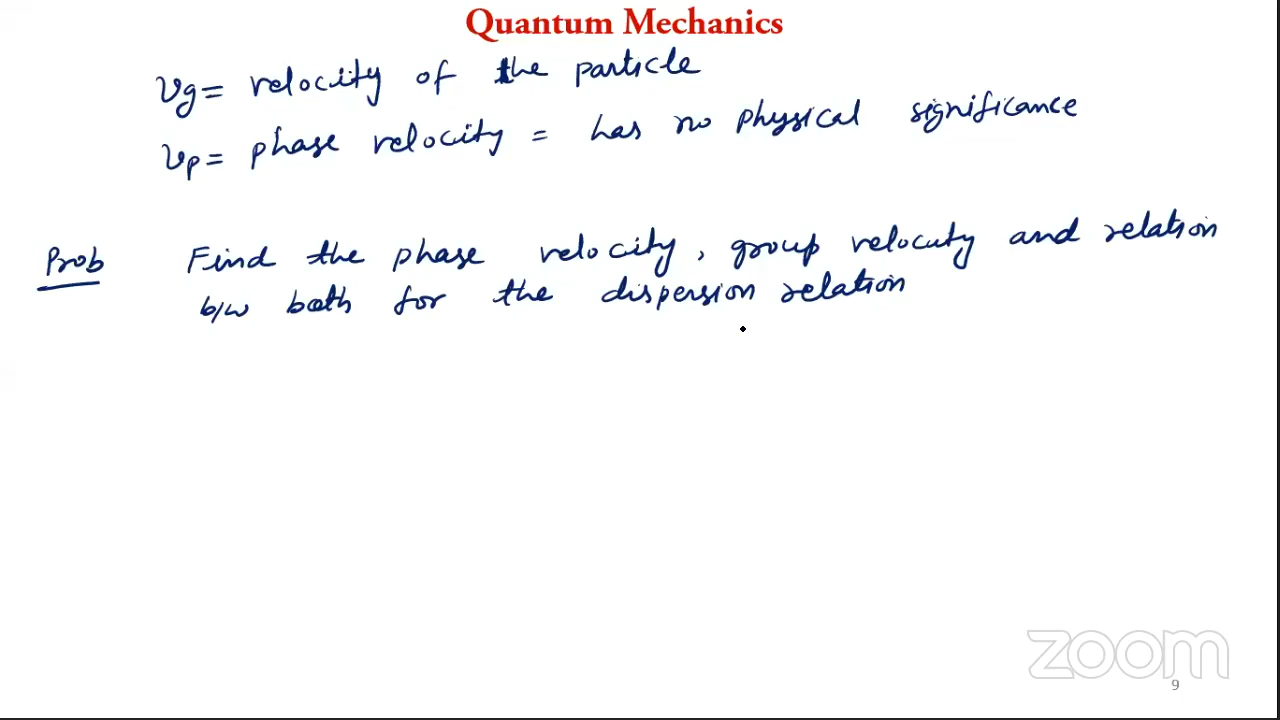 Quantum Mechanics
vg = velocity of the particle
vp = phase velocity = has no physical significance
Prob Find the phase velocity, group velocity and relation
b/w both for the dispersion relation
zoom
9